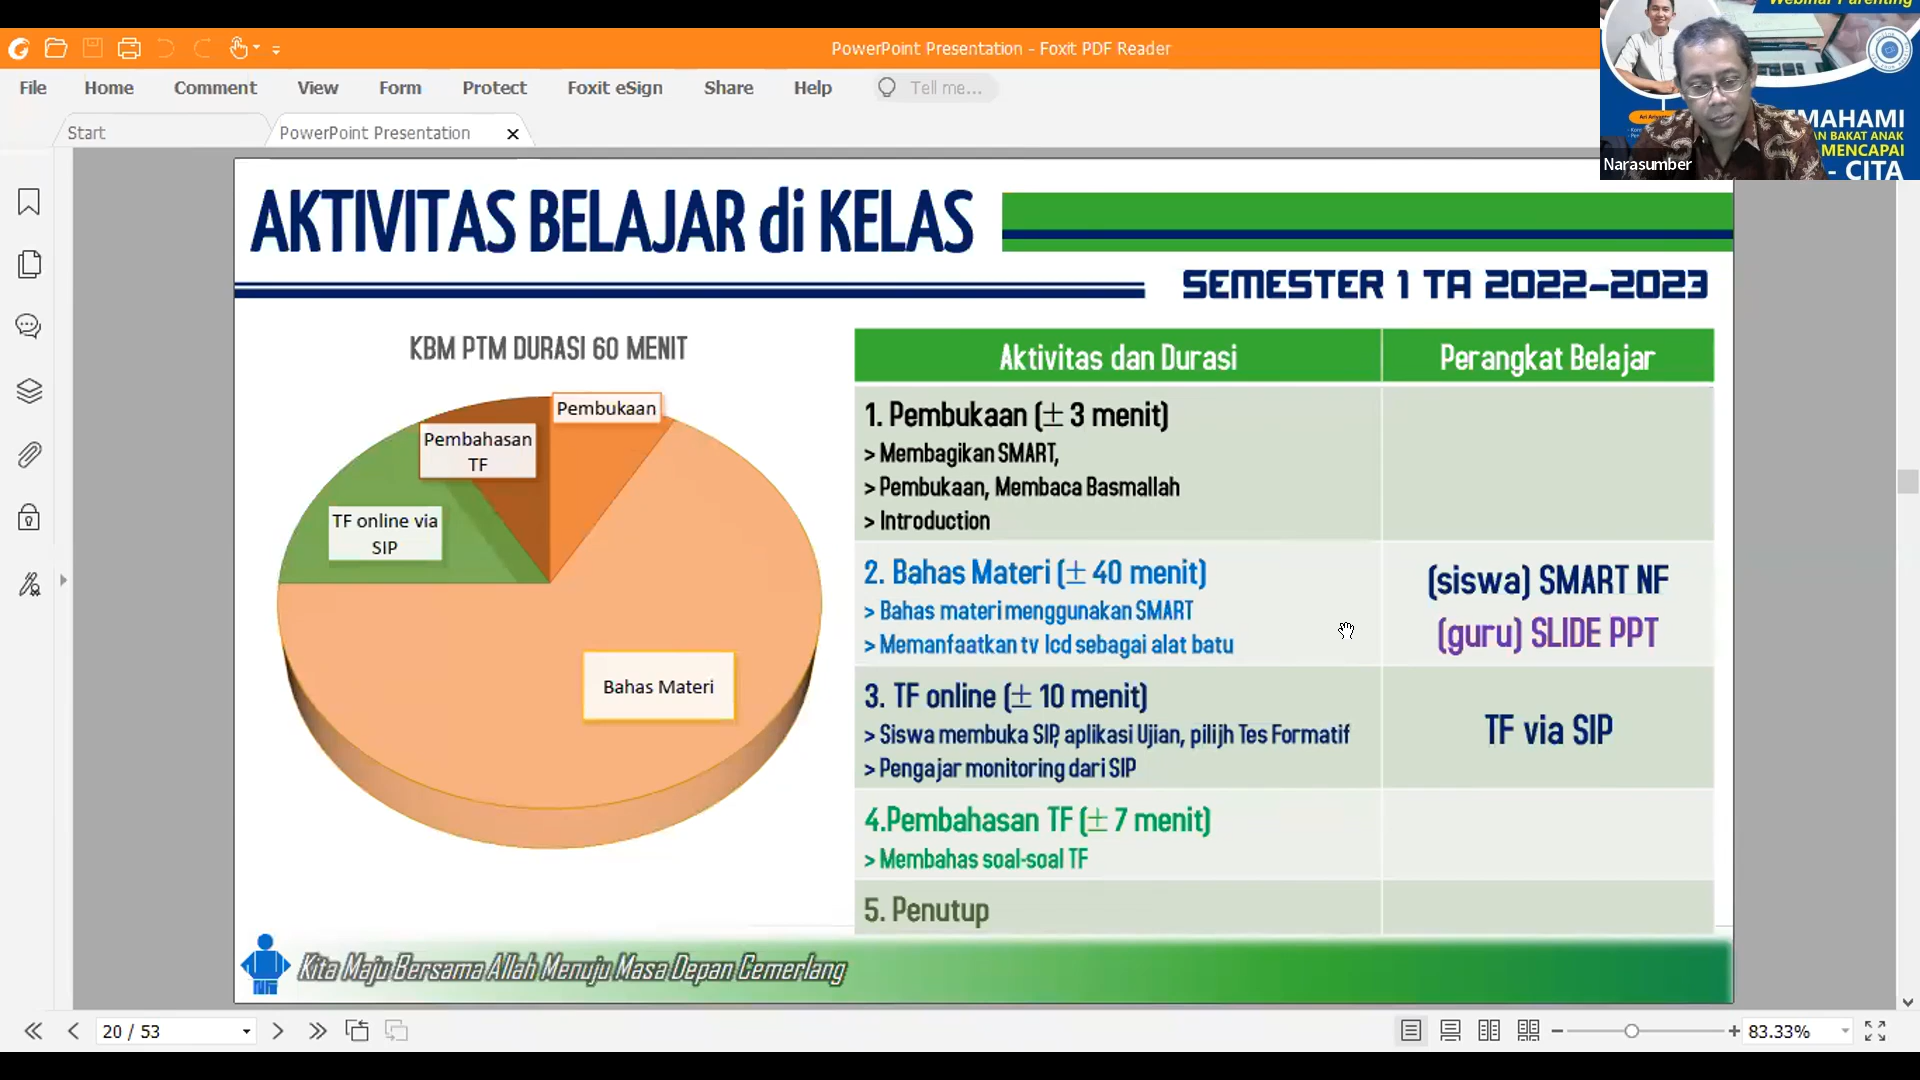 Webinar Parenting
PowerPoint Presentation - Foxit PDF Reader
File Home Comment View Form Protect Foxit eSign Share Help Tell me...
Start PowerPoint Presentation
MAHAMI
BAKAT ANAK
MENCAPAI
- CITA
Narasumber
AKTIVITAS BELAJAR di KELAS
SEMESTER 1 TA 2022-2023
KBM PTM DURASI 60 MENIT
Pembukaan
Pembahasan
TF
TF online via
SIP
Bahas Materi
Aktivitas dan Durasi Perangkat Belajar
1. Pembukaan (± 3 menit)
> Membagikan SMART,
> Pembukaan, Membaca Basmallah
> Introduction
2. Bahas Materi (± 40 menit)
> Bahas materi menggunakan SMART
> Memanfaatkan tv lcd sebagai alat batu
(siswa) SMART NF
(guru) SLIDE PPT
3. TF online (± 10 menit)
> Siswa membuka SIP, aplikasi Ujian, pilijh Tes Formatif
> Pengajar monitoring dari SIP
TF via SIP
4.Pembahasan TF (± 7 menit)
> Membahas soal-soal TF
5. Penutup
NF
Kita Maju Bersama Allah Menuju Masa Depan Cemerlang
20 / 53
83.33%